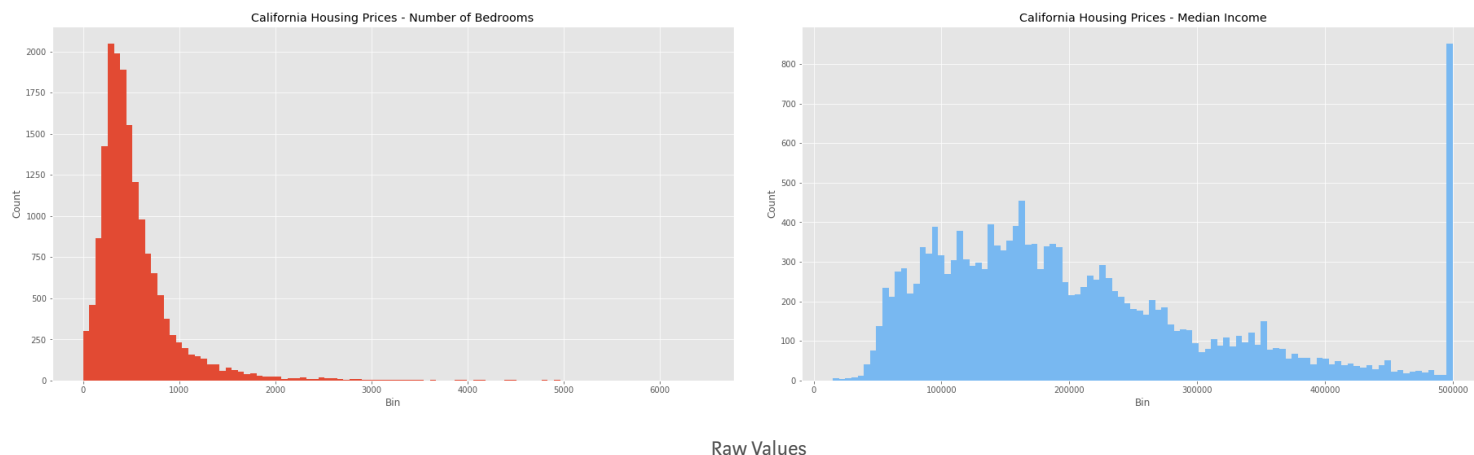 California Housing Prices - Number of Bedrooms
2000
1750
1500
1250
1000
750
500
250
0
Count
0 1000 2000 3000 4000 5000 6000
Bin
California Housing Prices - Median Income
800
700
600
500
400
300
200
100
0
Count
0 100000 200000 300000 400000 500000
Bin
Raw Values